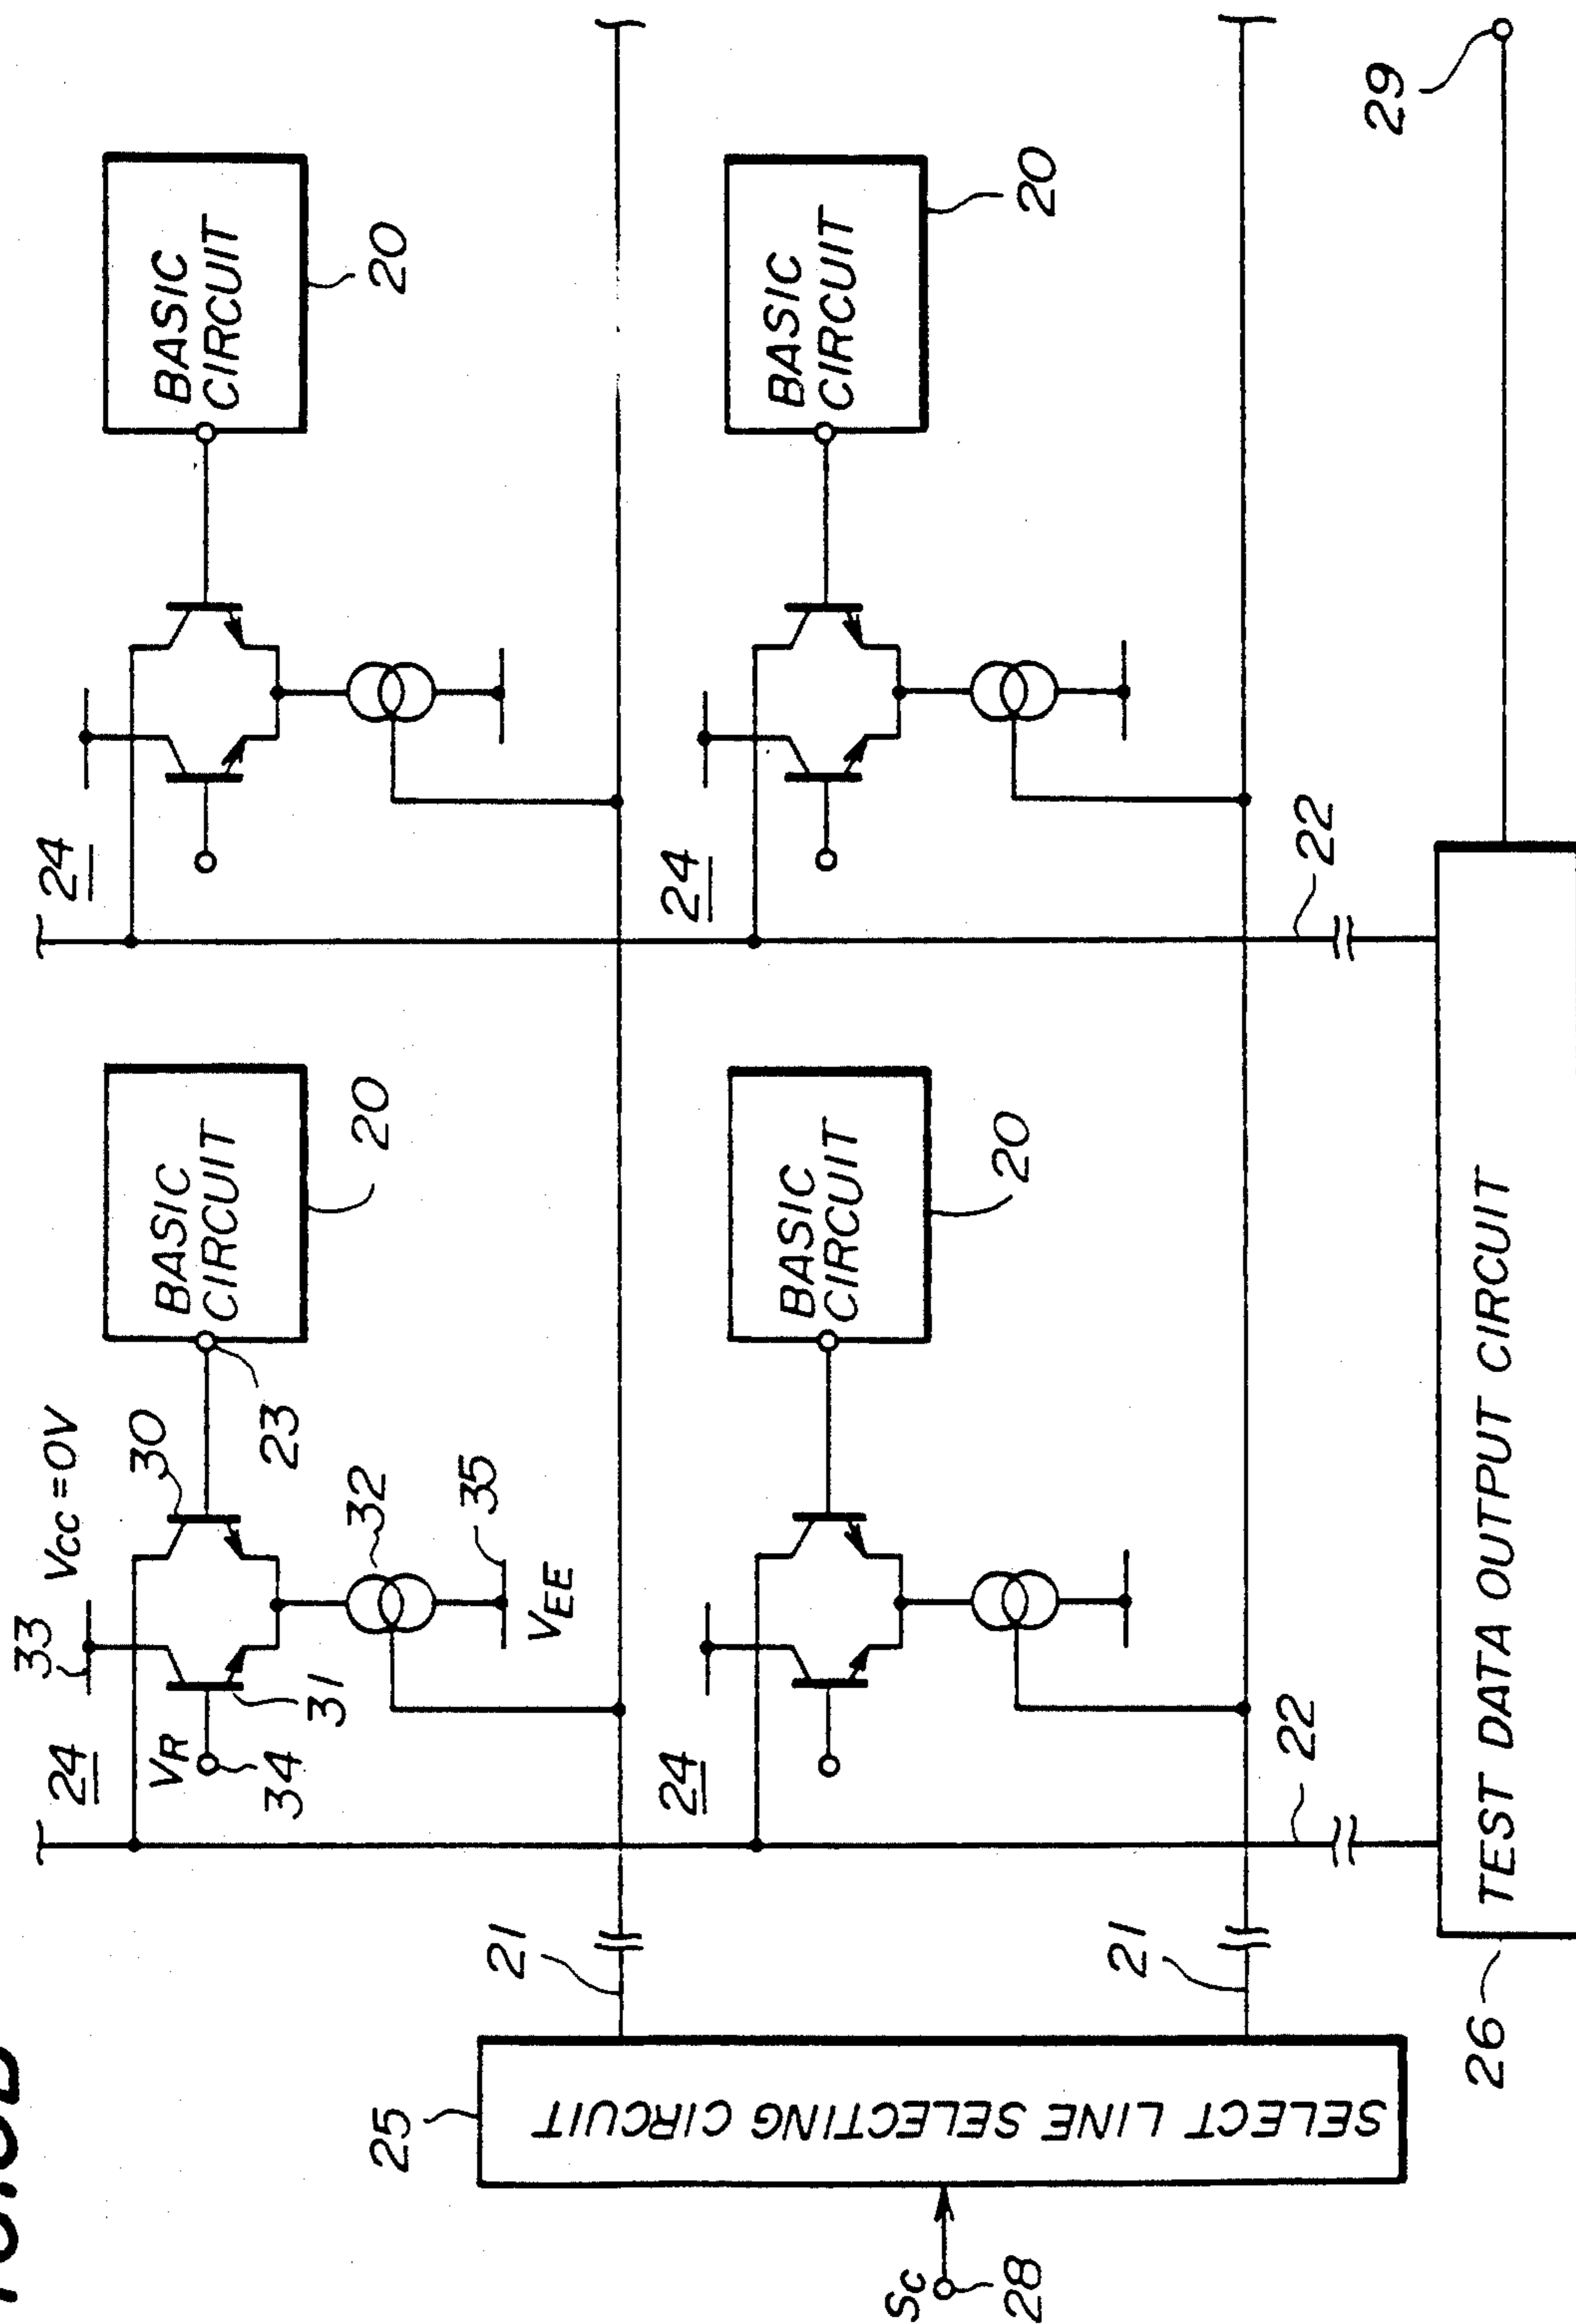 33
Vcc=0V
24
24
30
VR
BASIC
CIRCUIT
BASIC
CIRCUIT
34
31
23
32
20
20
25
35
VEE
21
24
24
BASIC
CIRCUIT
BASIC
CIRCUIT
SELECT LINE SELECTING CIRCUIT
Sc
28
20
20
21
22
22
29
26
TEST DATA OUTPUT CIRCUIT